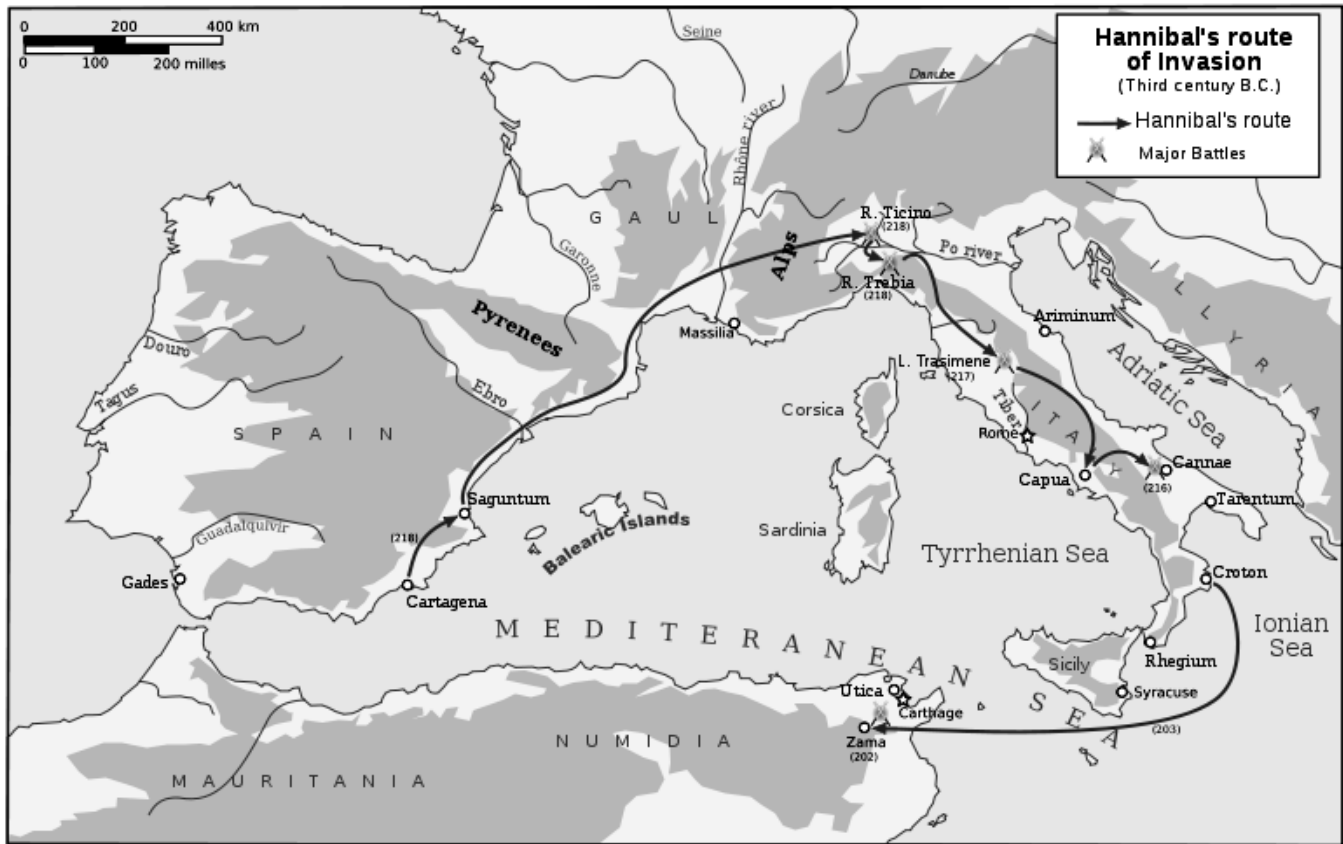 0 200 400 km
0 100 200 milles
Hannibal's route
of Invasion
(Third century B.C.)
Hannibal's route
Major Battles
Seine
Danube
Rhône river
GAUL
Garonne
Alps
R. Ticino
(218)
Po river
R. Trebia
(218)
ILLYRIA
Pyrenees
Massilia
Ariminum
Douro
Tagus
Ebro
L. Trasimene
(217)
Adriatic Sea
Corsica
Tiber
ITALY
Rome
SPAIN
Capua
Cannae
(216)
Saguntum
Tarentum
Guadalquivir
(218)
Balearic Islands
Sardinia
Tyrrhenian Sea
Gades
Cartagena
Croton
MEDITERANEAN SEA
Ionian
Sea
Rhegium
Sicily
Utica
Syracuse
Carthage
Zama
(202)
(203)
NUMIDIA
MAURITANIA